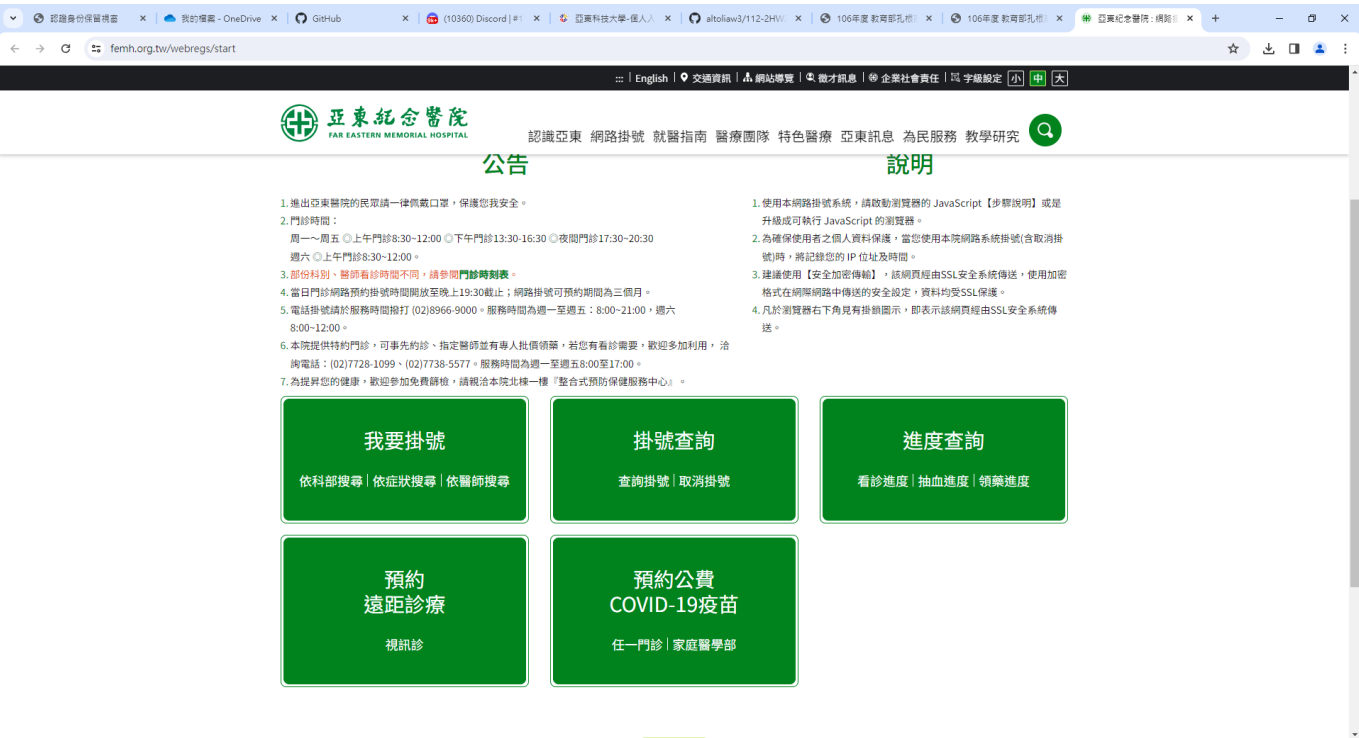 認證身份保留視窗
我的檔案 - OneDrive
GitHub
(10360) Discord | #
亞東科技大學-個人入
altoliaw3/112-2HW
106年度 教育部孔
106年度 教育部孔
亞東紀念醫院 : 網路
femh.org.tw/webregs/start
::: | English | 交通資訊 | 網站導覽 | 徵才訊息 | 企業社會責任 | 字級設定 小 中 大
亞東紀念醫院
FAR EASTERN MEMORIAL HOSPITAL
認識亞東 網路掛號 就醫指南 醫療團隊 特色醫療 亞東訊息 為民服務 教學研究
公告
1. 進出亞東醫院的民眾請一律佩戴口罩，保護您我安全。
2. 門診時間：
周一～周五 ◎上午門診8:30~12:00 ◎下午門診13:30-16:30 ◎夜間門診17:30~20:30
週六 ◎上午門診8:30~12:00。
3. 部份科別、醫師看診時間不同，請參閱門診時刻表。
4. 當日門診網路預約掛號時間開放至晚上19:30截止；網路掛號可預約期間為三個月。
5. 電話掛號請於服務時間撥打 (02)8966-9000。服務時間為週一至週五：8:00~21:00，週六
8:00~12:00。
6. 本院提供特約門診，可事先約診、指定醫師並有專人批價領藥，若您有看診需要，歡迎多加利用， 洽
詢電話：(02)7728-1099、(02)7738-5577。服務時間為週一至週五8:00至17:00。
7. 為提昇您的健康，歡迎參加免費篩檢，請親洽本院北棟一樓『整合式預防保健服務中心』。
說明
1. 使用本網路掛號系統，請啟動瀏覽器的 JavaScript【步驟說明】或是
升級成可執行 JavaScript 的瀏覽器。
2. 為確保使用者之個人資料保護，當您使用本院網路系統掛號(含取消掛
號)時，將記錄您的 IP 位址及時間。
3. 建議使用【安全加密傳輸】，該網頁經由SSL安全系統傳送，使用加密
格式在網際網路中傳送的安全設定，資料均受SSL保護。
4. 凡於瀏覽器右下角見有掛鎖圖示，即表示該網頁經由SSL安全系統傳
送。
我要掛號
依科部搜尋 | 依症狀搜尋 | 依醫師搜尋
掛號查詢
查詢掛號 | 取消掛號
進度查詢
看診進度 | 抽血進度 | 領藥進度
預約
遠距診療
視訊診
預約公費
COVID-19疫苗
任一門診 | 家庭醫學部